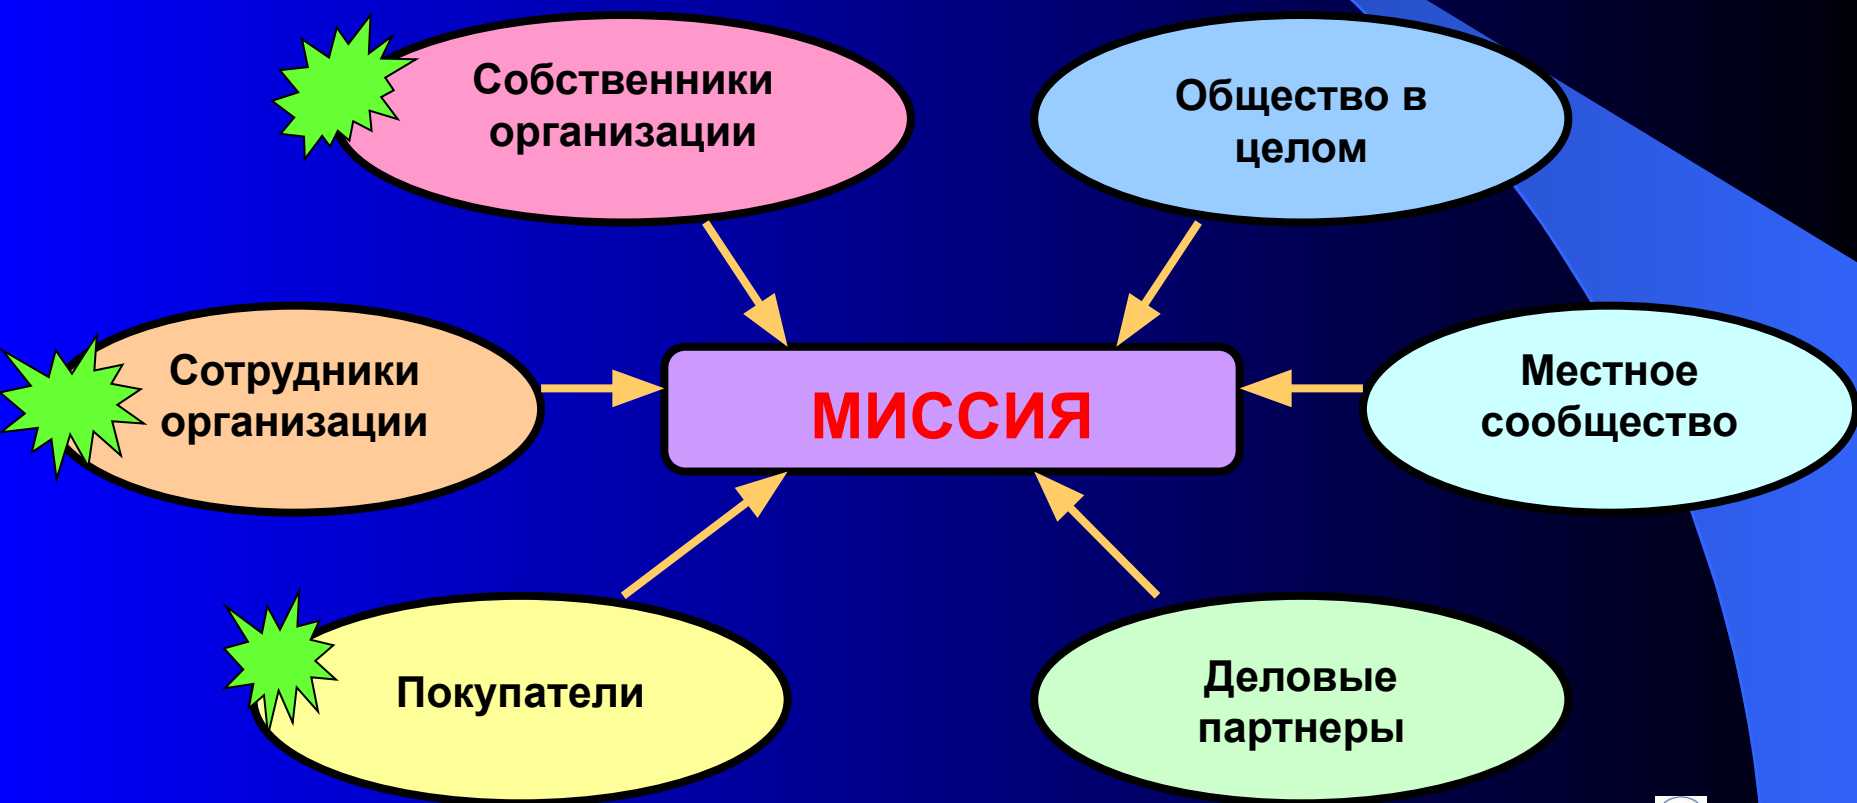 Собственники
организации
Общество в
целом
Сотрудники
организации
МИССИЯ
Местное
сообщество
Покупатели
Деловые
партнеры